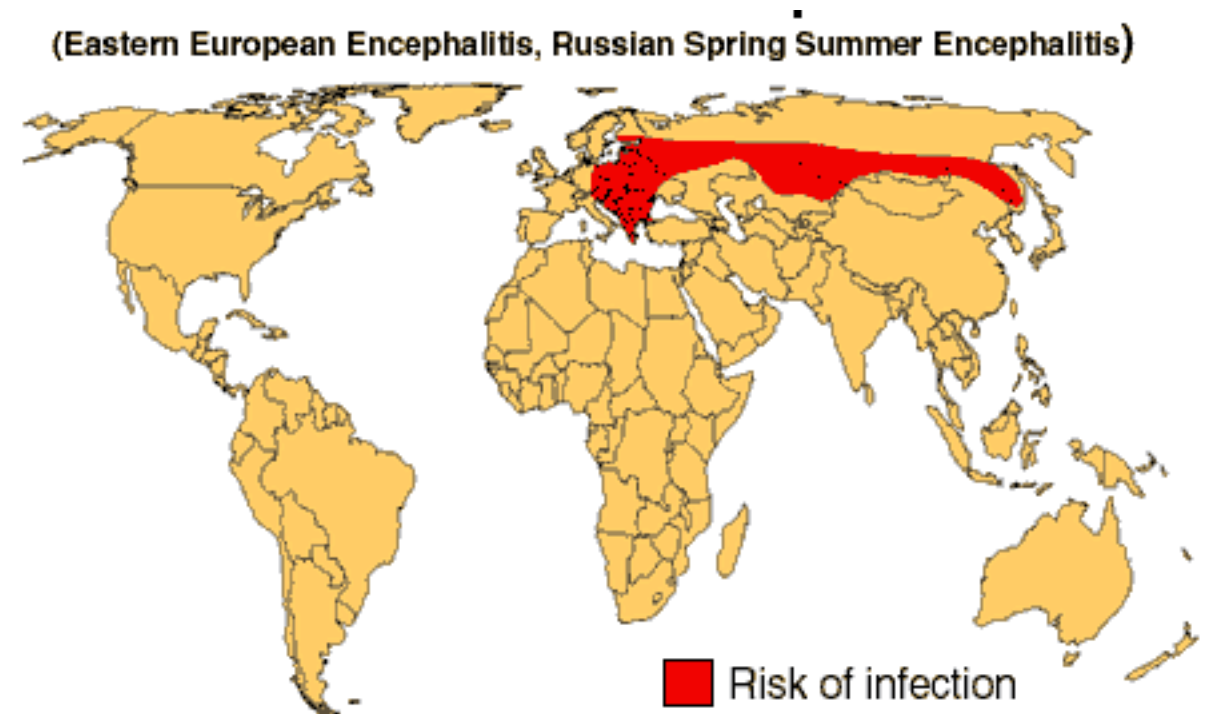 (Eastern European Encephalitis, Russian Spring Summer Encephalitis)
Risk of infection